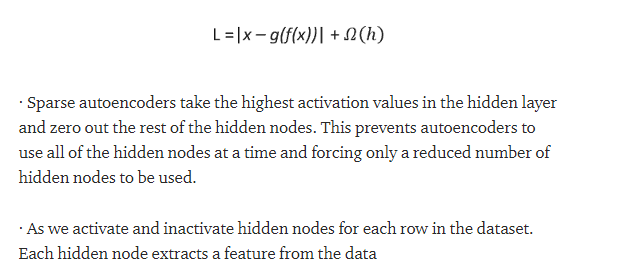 L = |x – g(f(x))| + Ω(h)
· Sparse autoencoders take the highest activation values in the hidden layer
and zero out the rest of the hidden nodes. This prevents autoencoders to
use all of the hidden nodes at a time and forcing only a reduced number of
hidden nodes to be used.
· As we activate and inactivate hidden nodes for each row in the dataset.
Each hidden node extracts a feature from the data